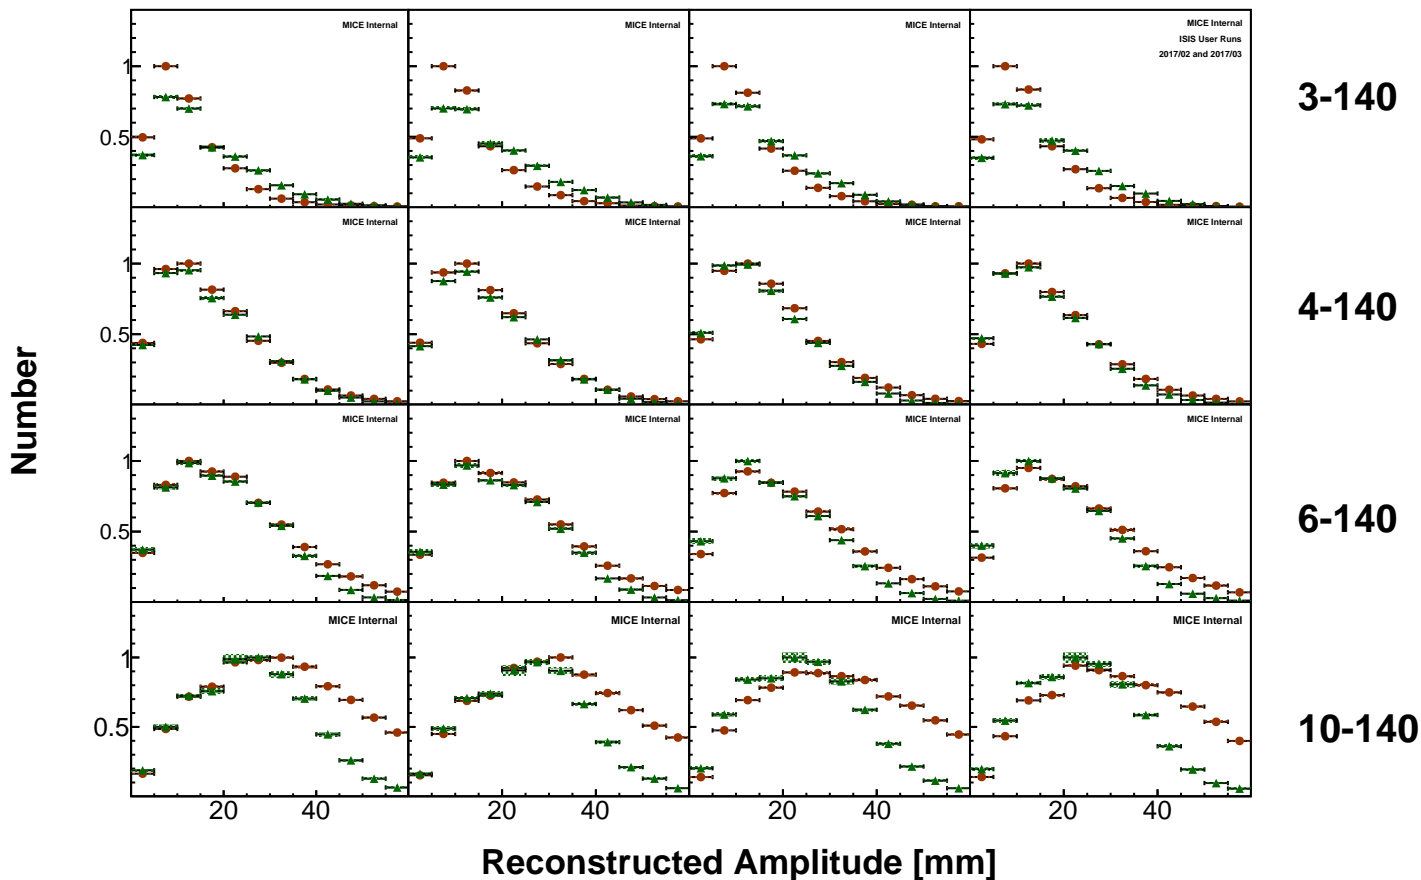 MICE Internal
MICE Internal
MICE Internal
MICE Internal
ISIS User Runs
2017/02 and 2017/03
1
0.5
3-140
MICE Internal
MICE Internal
MICE Internal
MICE Internal
1
0.5
4-140
Number
MICE Internal
MICE Internal
MICE Internal
MICE Internal
1
0.5
6-140
MICE Internal
MICE Internal
MICE Internal
MICE Internal
1
0.5
10-140
20 40 20 40 20 40 20 40
Reconstructed Amplitude [mm]